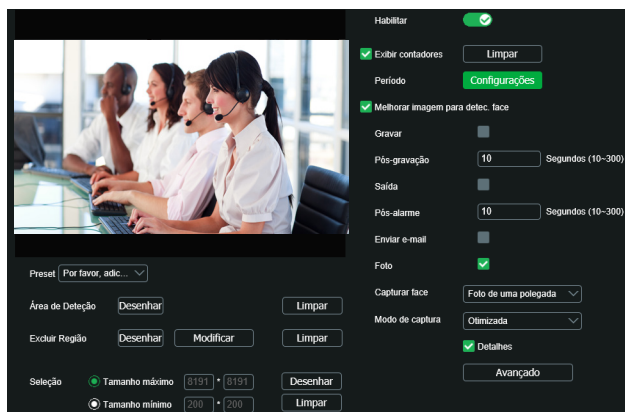 Habilitar
Exibir contadores Limpar
Período Configurações
Melhorar imagem para detec. face
Gravar
Pós-gravação 10 Segundos (10~300)
Saída
Pós-alarme 10 Segundos (10~300)
Enviar e-mail
Foto
Capturar face Foto de uma polegada
Modo de captura Otimizada
Detalhes
Avançado
Preset Por favor, adic...
Área de Deteção Desenhar Limpar
Excluir Região Desenhar Modificar Limpar
Seleção Tamanho máximo 8191 * 8191 Desenhar
Tamanho mínimo 200 * 200 Limpar